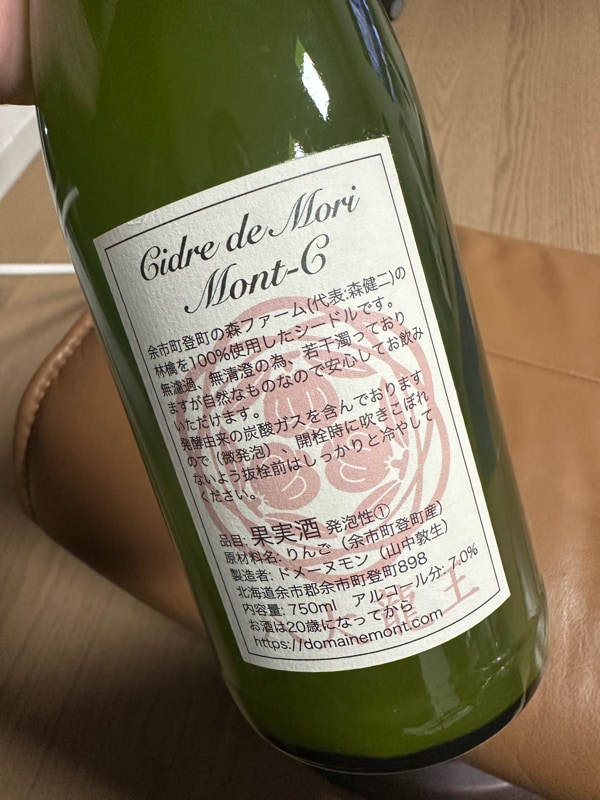 Cidre de Mori
Mont-C
余市町登町の森ファーム(代表:森健二)の
林檎を100%使用したシードルです。
無濾過、無清澄の為、若干濁っており
ますが自然なものなので安心してお飲み
いただけます。
発酵由来の炭酸ガスを含んでおります
ので（微発泡）、開栓時に吹きこぼれ
ないよう抜栓前はしっかりと冷やして
ください。
品目: 果実酒 発泡性①
原材料名: りんご（余市町登町産）
製造者: ドメーヌモン（山中敦生）
北海道余市郡余市町登町898
内容量: 750ml アルコール分: 7.0%
お酒は20歳になってから
https://domainemont.com
龍王